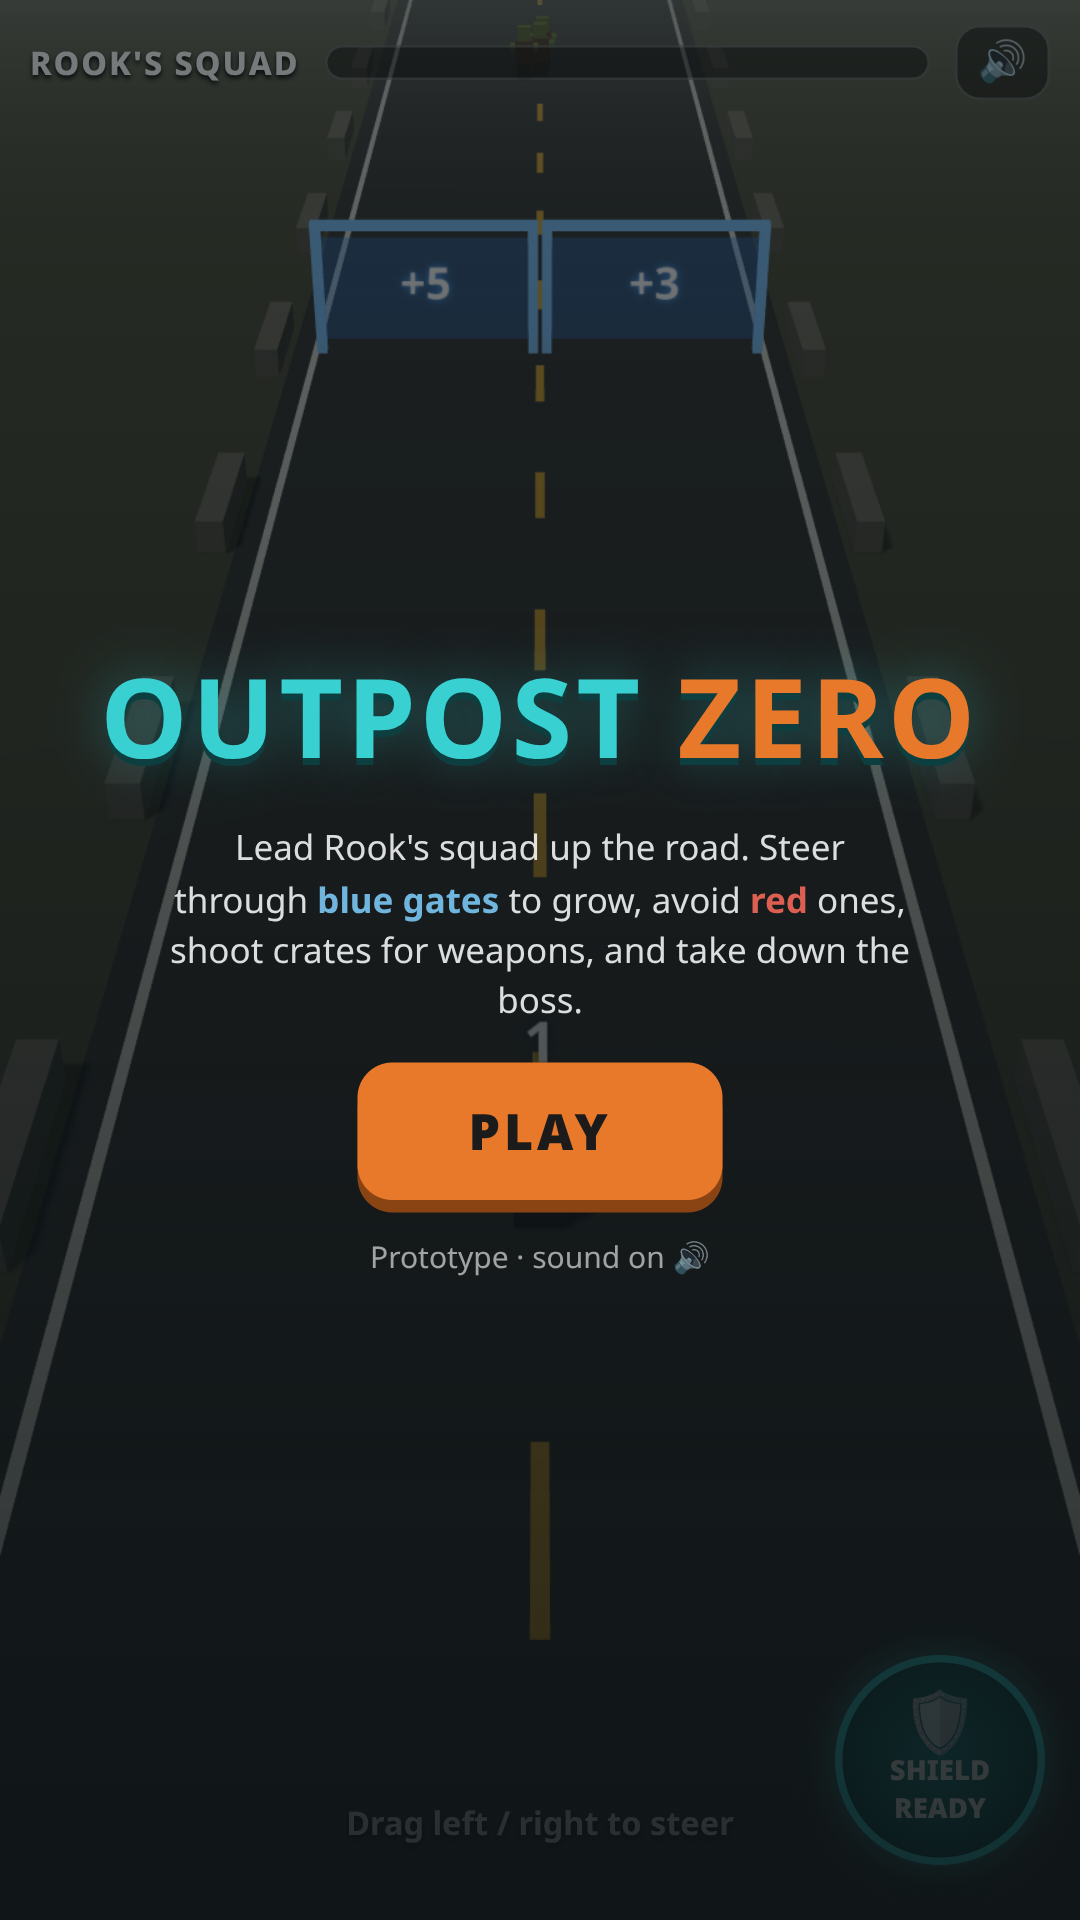 ROOK'S SQUAD
+5 +3
OUTPOST ZERO
Lead Rook's squad up the road. Steer
through blue gates to grow, avoid red ones,
shoot crates for weapons, and take down the
boss.
1
PLAY
Prototype · sound on 🔊
SHIELD
READY
Drag left / right to steer